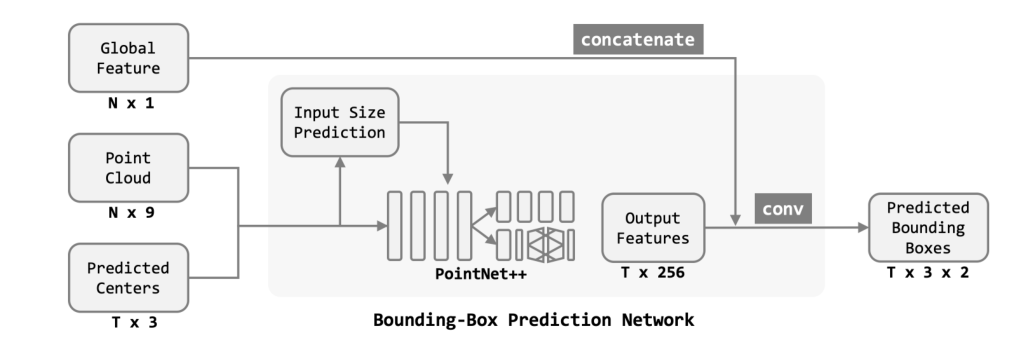 Global
Feature
N x 1
concatenate
Input Size
Prediction
Point
Cloud
N x 9
Predicted
Centers
T x 3
PointNet++
Output
Features
T x 256
conv
Predicted
Bounding
Boxes
T x 3 x 2
Bounding-Box Prediction Network